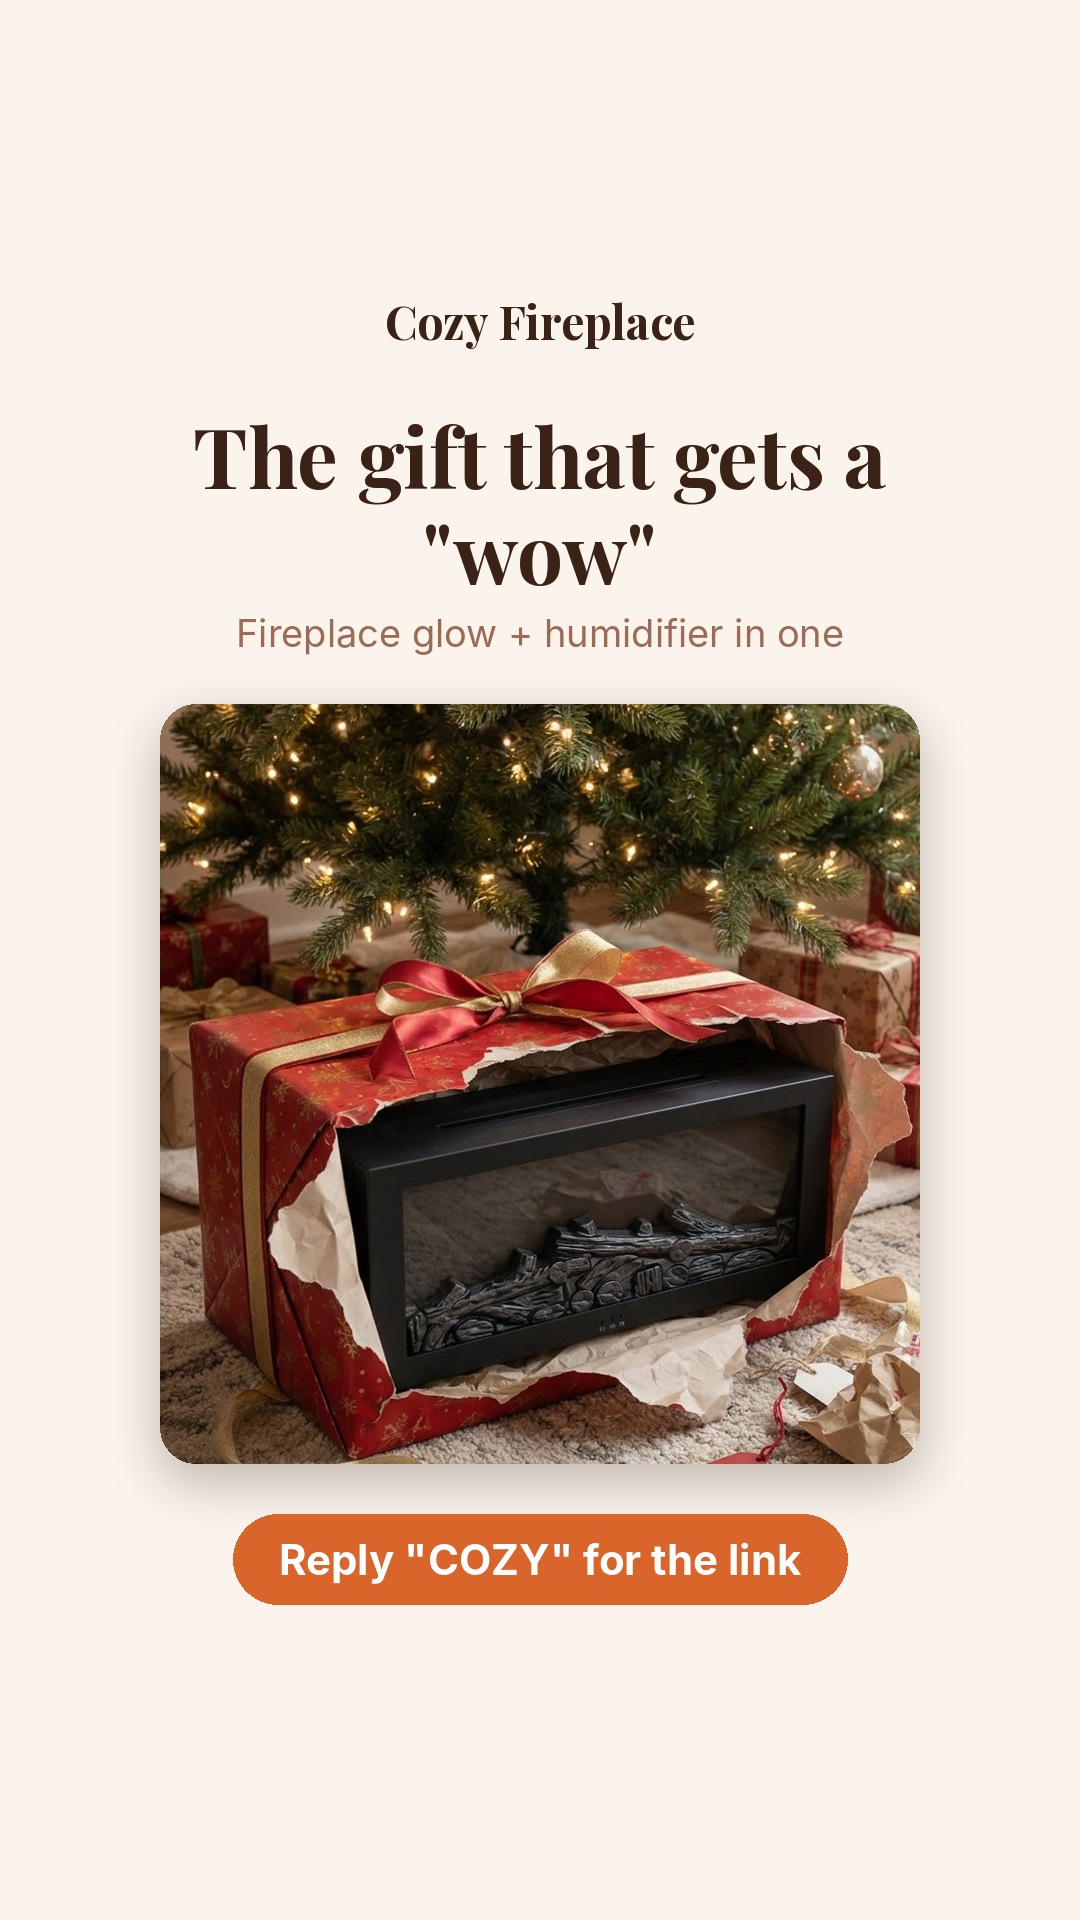 Cozy Fireplace
The gift that gets a
"wow"
Fireplace glow + humidifier in one
Reply "COZY" for the link